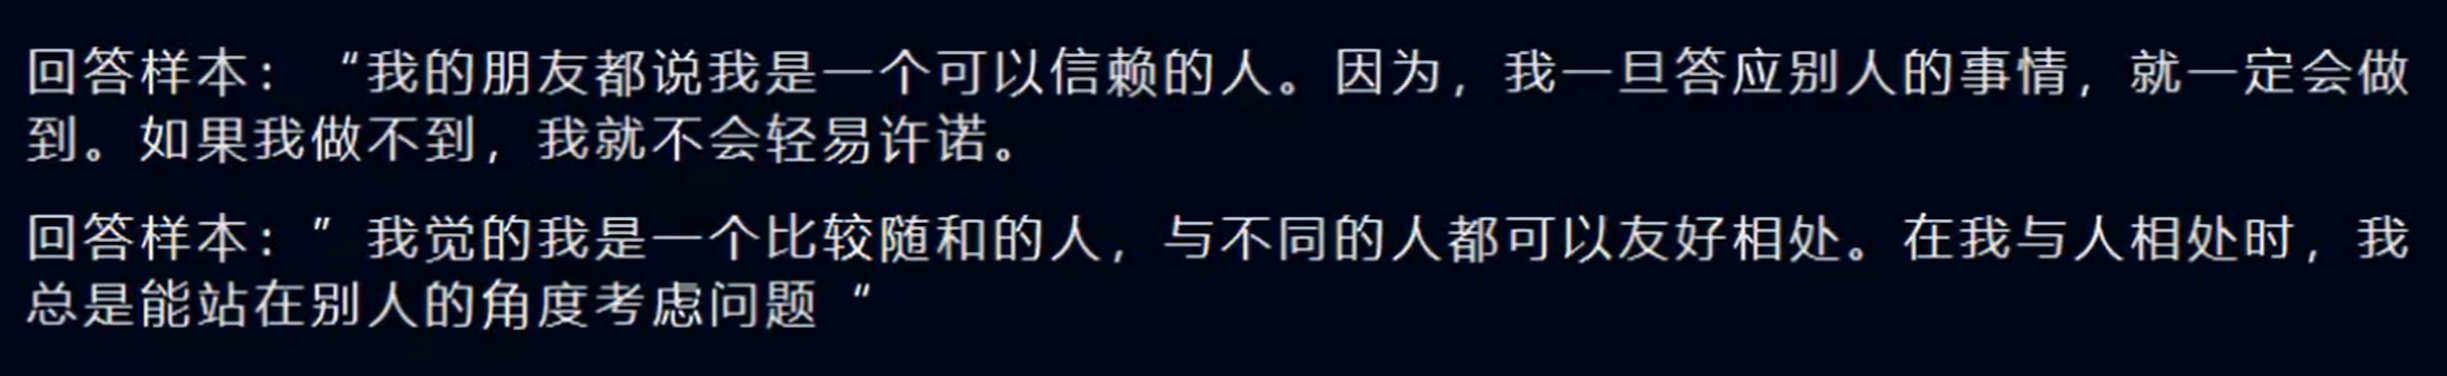 回答样本：“我的朋友都说我是一个可以信赖的人。因为，我一旦答应别人的事情，就一定会做
到。如果我做不到，我就不会轻易许诺。
回答样本：”我觉的我是一个比较随和的人，与不同的人都可以友好相处。在我与人相处时，我
总是能站在别人的角度考虑问题“